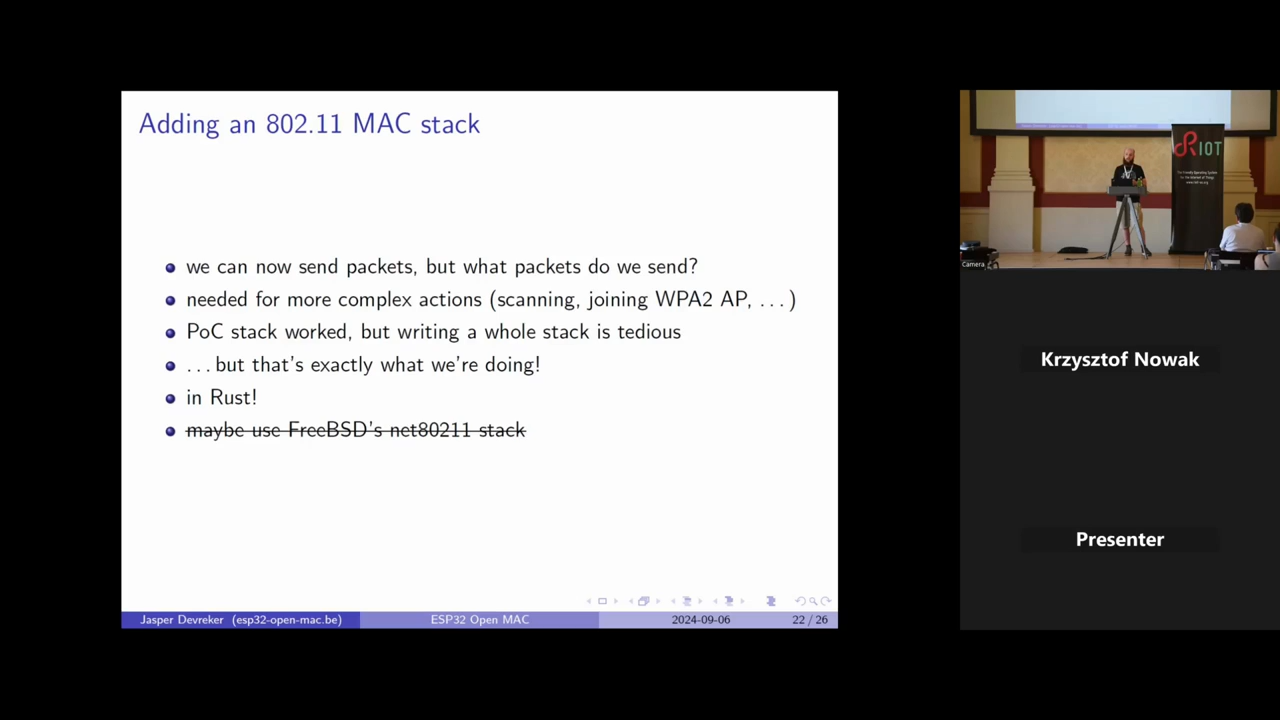 Adding an 802.11 MAC stack
we can now send packets, but what packets do we send?
needed for more complex actions (scanning, joining WPA2 AP, ...)
PoC stack worked, but writing a whole stack is tedious
...but that's exactly what we're doing!
in Rust!
maybe use FreeBSD's net80211 stack
Jasper Devreker (esp32-open-mac.be)
ESP32 Open MAC
2024-09-06
22 / 26
RIOT
Camera
Krzysztof Nowak
Presenter